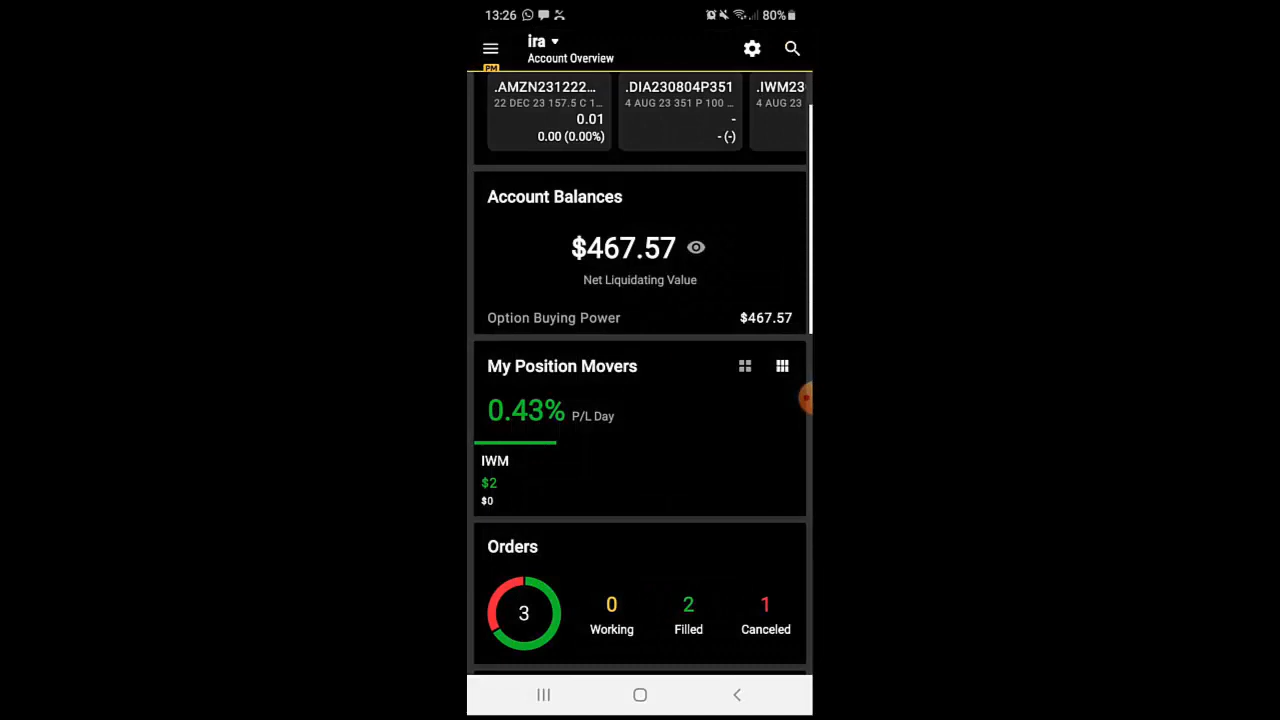 13:26 80%
ira
Account Overview
PM
.AMZN231222… .DIA230804P351 .IWM23
22 DEC 23 157.5 C 1… 4 AUG 23 351 P 100 … 4 AUG 23
0.01 -
0.00 (0.00%) - (-)
Account Balances
$467.57
Net Liquidating Value
Option Buying Power $467.57
My Position Movers
0.43% P/L Day
IWM
$2
$0
Orders
3 0 2 1
Working Filled Canceled